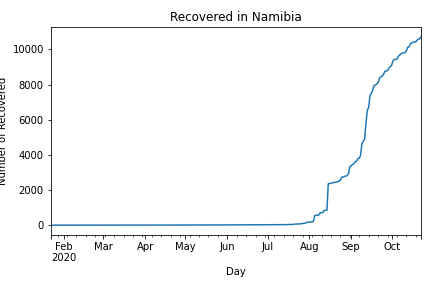 Recovered in Namibia
Number of Recovered
10000
8000
6000
4000
2000
0
Feb Mar Apr May Jun Jul Aug Sep Oct
2020
Day